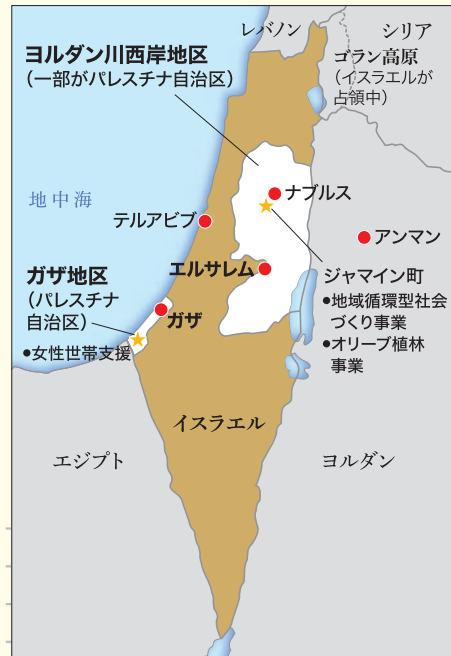 レバノン
シリア
ヨルダン川西岸地区
（一部がパレスチナ自治区）
ゴラン高原
（イスラエルが
占領中）
地中海
ナブルス
テルアビブ
アンマン
エルサレム
ジャマイン町
●地域循環型社会
づくり事業
●オリーブ植林
事業
ガザ地区
（パレスチナ
自治区）
●女性世帯支援
ガザ
イスラエル
エジプト
ヨルダン